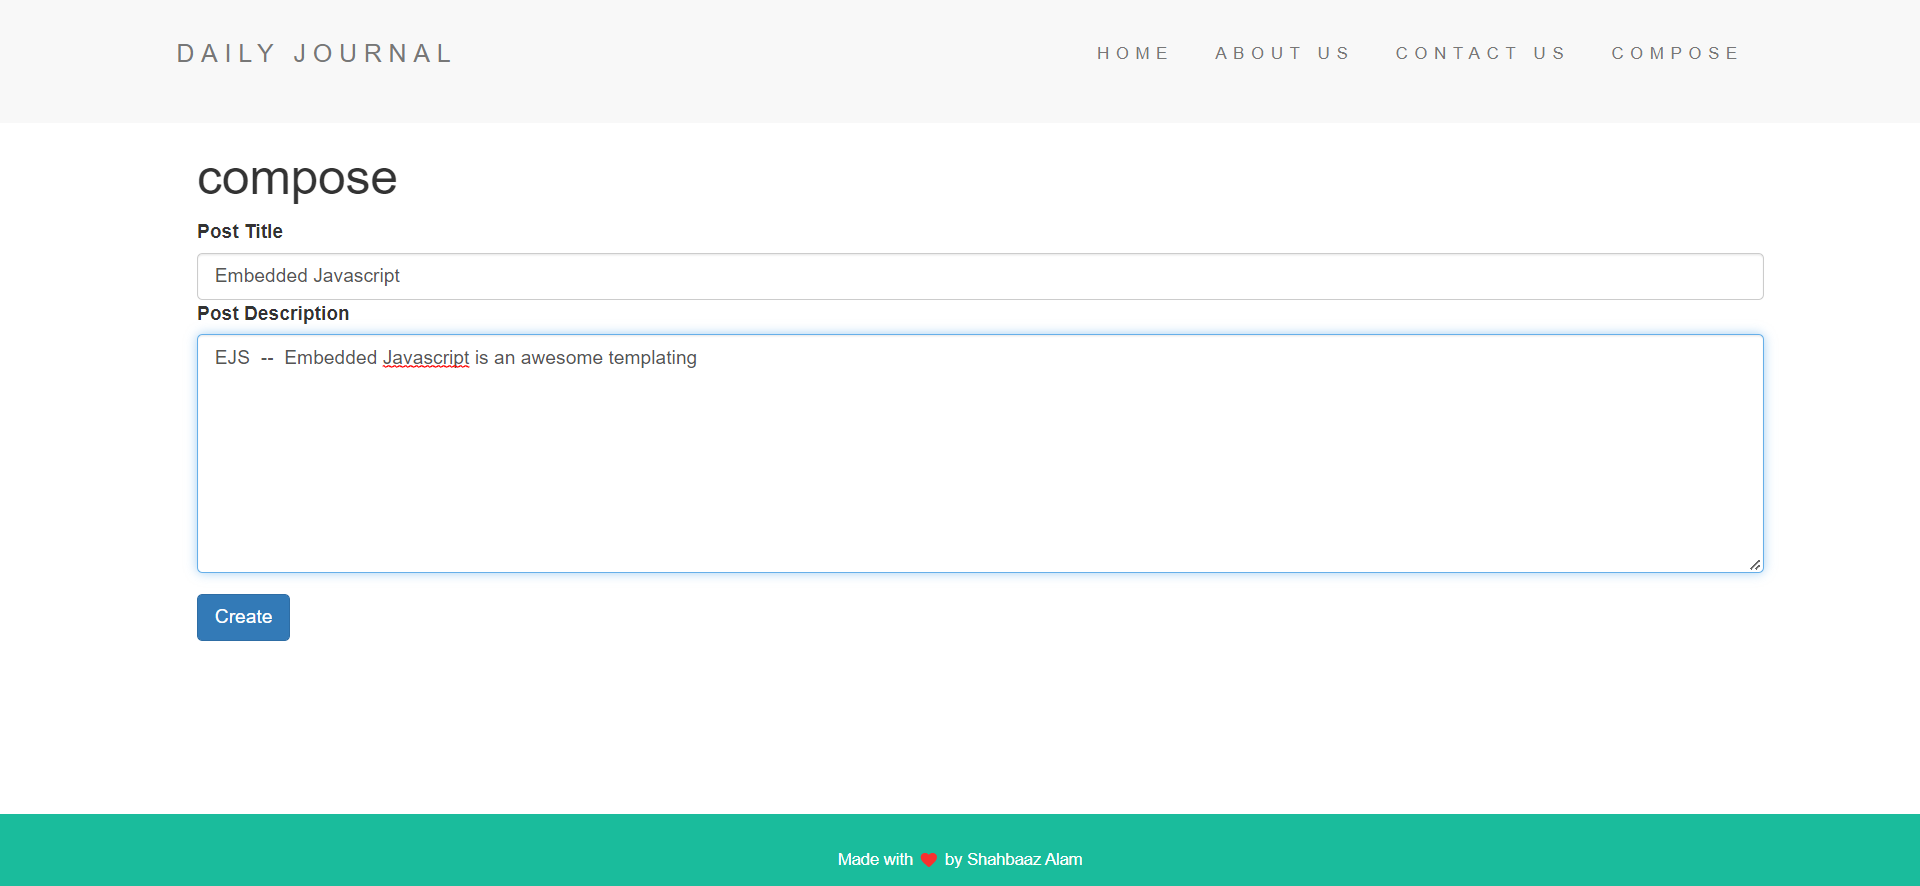 DAILY JOURNAL
HOME ABOUT US CONTACT US COMPOSE
compose
Post Title
Embedded Javascript
Post Description
EJS -- Embedded Javascript is an awesome templating
Create
Made with ❤ by Shahbaaz Alam